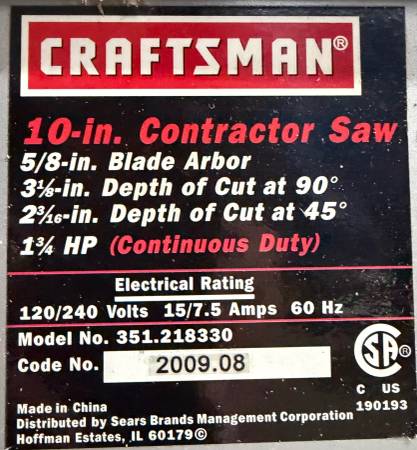 CRAFTSMAN®
10-in. Contractor Saw
5/8-in. Blade Arbor
3⅛-in. Depth of Cut at 90°
2³⁄₁₆-in. Depth of Cut at 45°
1¾ HP (Continuous Duty)
Electrical Rating
120/240 Volts 15/7.5 Amps 60 Hz
Model No. 351.218330
Code No. 2009.08
SA®
C US
190193
Made in China
Distributed by Sears Brands Management Corporation
Hoffman Estates, IL 60179©